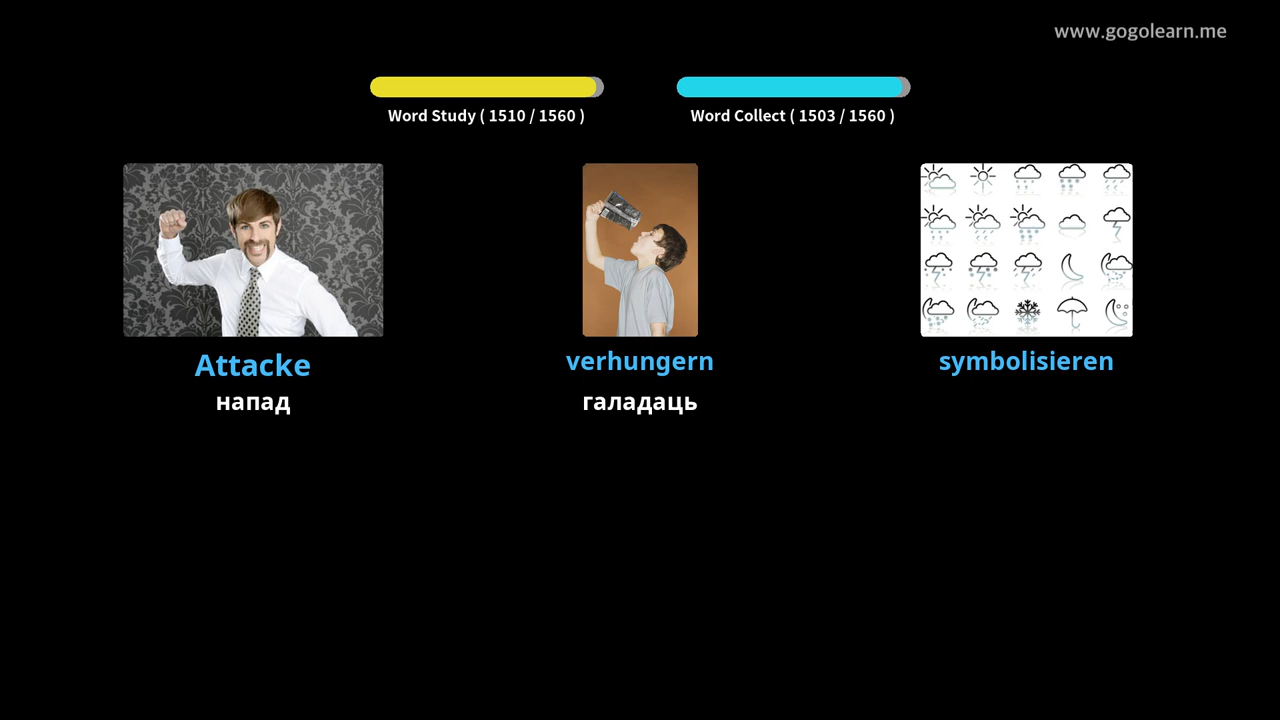 www.gogolearn.me
Word Study ( 1510 / 1560 )
Word Collect ( 1503 / 1560 )
Attacke
verhungern
symbolisieren
напад
галадаць